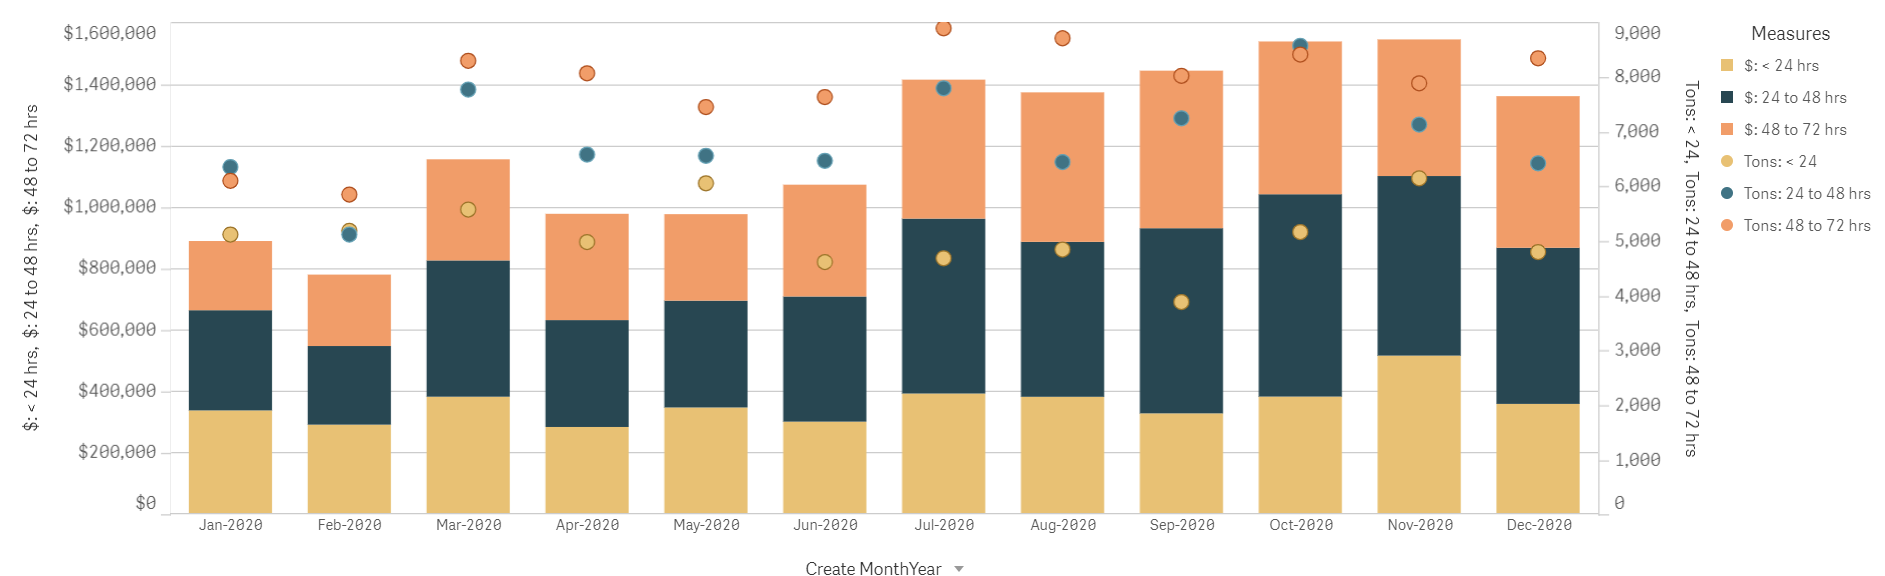 $: < 24 hrs, $: 24 to 48 hrs, $: 48 to 72 hrs
$1,600,000
$1,400,000
$1,200,000
$1,000,000
$800,000
$600,000
$400,000
$200,000
$0
Jan-2020
Feb-2020
Mar-2020
Apr-2020
May-2020
Jun-2020
Jul-2020
Aug-2020
Sep-2020
Oct-2020
Nov-2020
Dec-2020
Create MonthYear
9,000
8,000
7,000
6,000
5,000
4,000
3,000
2,000
1,000
0
Tons: < 24, Tons: 24 to 48 hrs, Tons: 48 to 72 hrs
Measures
$: < 24 hrs
$: 24 to 48 hrs
$: 48 to 72 hrs
Tons: < 24
Tons: 24 to 48 hrs
Tons: 48 to 72 hrs